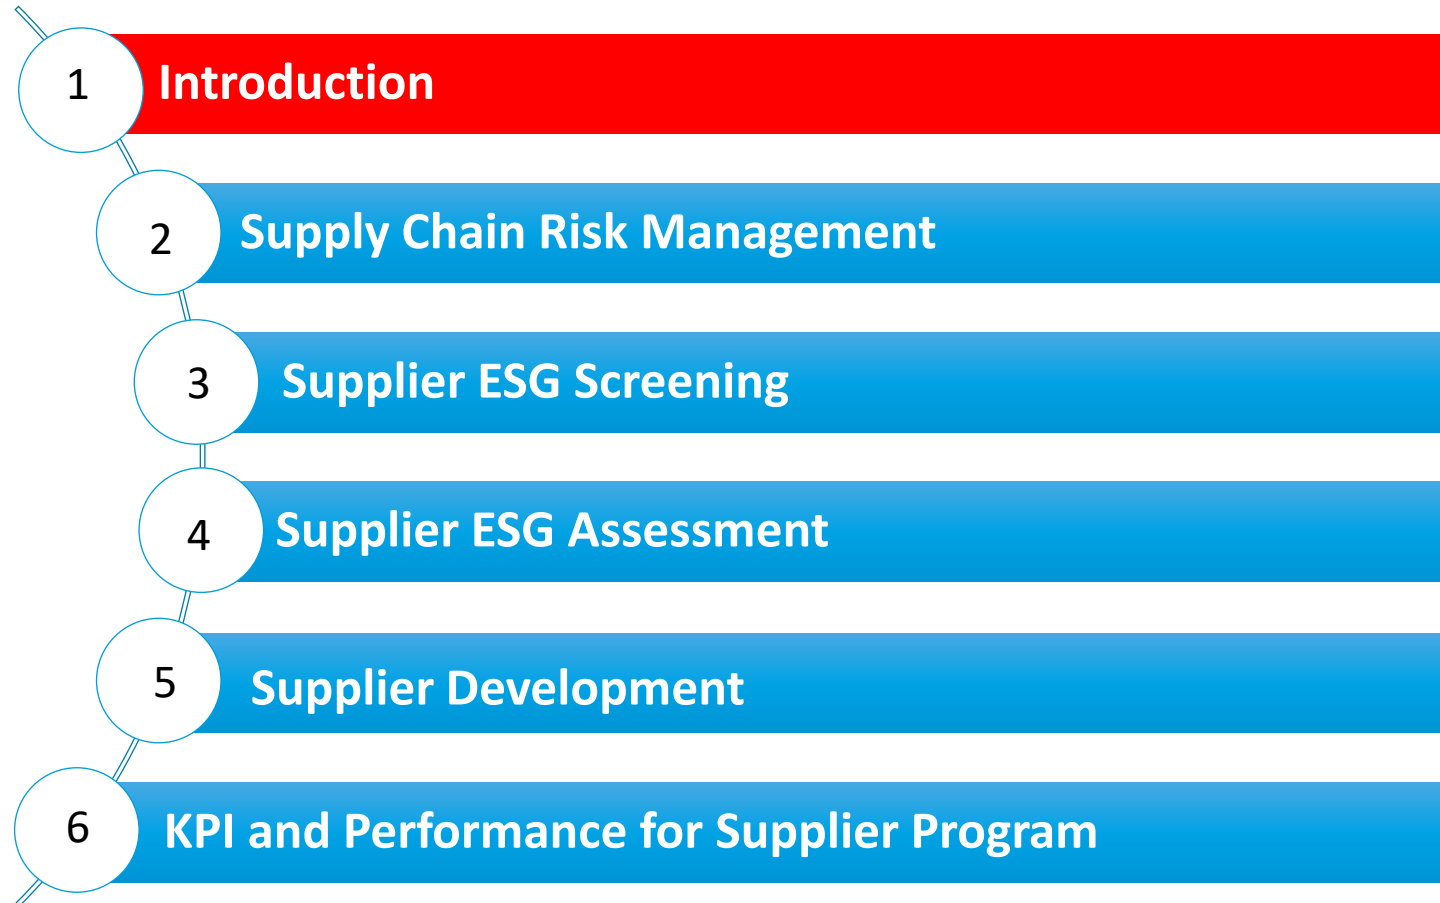 1 Introduction
2 Supply Chain Risk Management
3 Supplier ESG Screening
4 Supplier ESG Assessment
5 Supplier Development
6 KPI and Performance for Supplier Program